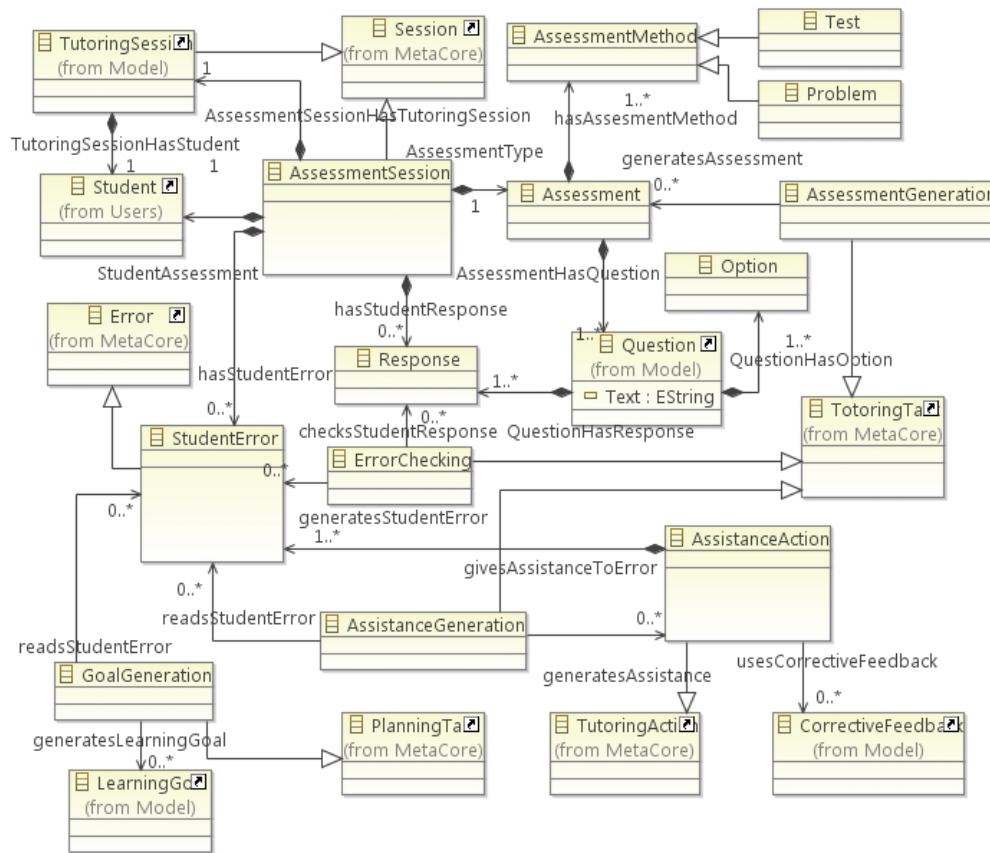 TutoringSession
(from Model)
Session
(from MetaCore)
AssessmentMethod
Test
Problem
1
1..*
AssessmentSessionHasTutoringSession
hasAssesmentMethod
TutoringSessionHasStudent
AssessmentType
generatesAssessment
1
1
Student
(from Users)
AssessmentSession
1
Assessment
0..*
AssessmentGeneration
StudentAssessment
AssessmentHasQuestion
Option
Error
(from MetaCore)
hasStudentResponse
0..*
1..*
Question
(from Model)
Text : EString
1..*
QuestionHasOption
hasStudentError
Response
1..*
0..*
0..*
StudentError
checksStudentResponse
QuestionHasResponse
TotoringTa
(from MetaCore)
ErrorChecking
0..*
0..*
generatesStudentError
1..*
givesAssistanceToError
AssistanceAction
0..*
readsStudentError
AssistanceGeneration
0..*
readsStudentError
GoalGeneration
generatesAssistance
usesCorrectiveFeedback
generatesLearningGoal
0..*
0..*
PlanningTa
(from MetaCore)
TutoringAction
(from MetaCore)
CorrectiveFeedback
(from Model)
LearningGo
(from Model)